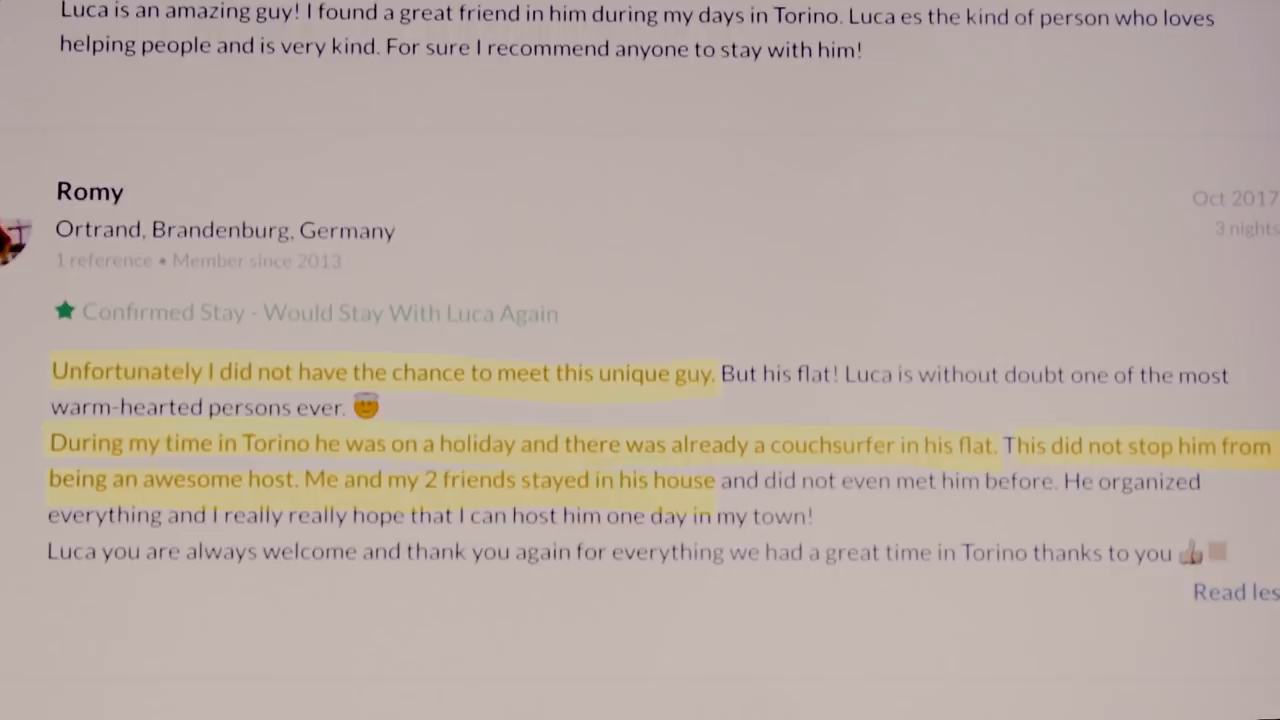 Luca is an amazing guy! I found a great friend in him during my days in Torino. Luca es the kind of person who loves
helping people and is very kind. For sure I recommend anyone to stay with him!
Romy
Oct 2017
Ortrand, Brandenburg, Germany
3 nights
1 reference • Member since 2013
Confirmed Stay - Would Stay With Luca Again
Unfortunately I did not have the chance to meet this unique guy. But his flat! Luca is without doubt one of the most
warm-hearted persons ever. 😇
During my time in Torino he was on a holiday and there was already a couchsurfer in his flat. This did not stop him from
being an awesome host. Me and my 2 friends stayed in his house and did not even met him before. He organized
everything and I really really hope that I can host him one day in my town!
Luca you are always welcome and thank you again for everything we had a great time in Torino thanks to you 👍🏼
Read les